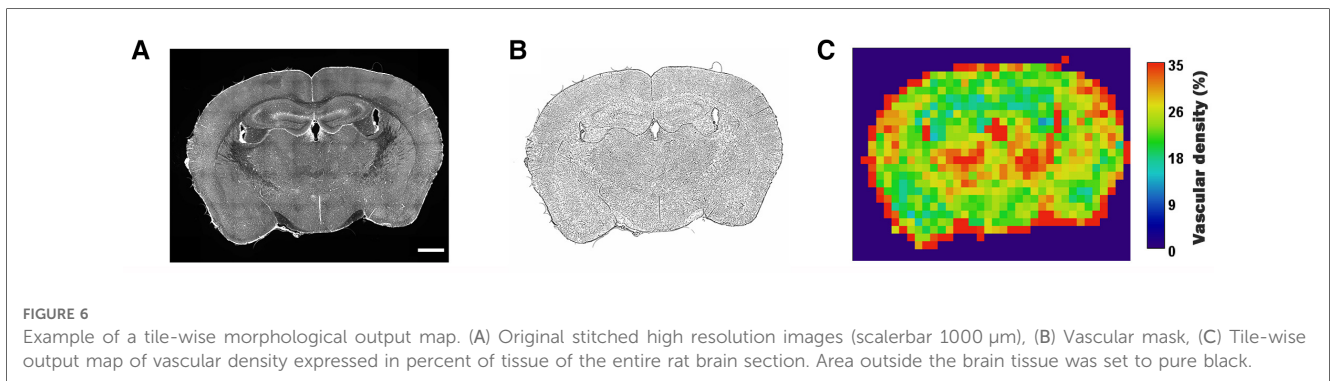 A
B
C
35
26
18
9
0
Vascular density (%)
FIGURE 6
Example of a tile-wise morphological output map. (A) Original stitched high resolution images (scalerbar 1000 µm), (B) Vascular mask, (C) Tile-wise
output map of vascular density expressed in percent of tissue of the entire rat brain section. Area outside the brain tissue was set to pure black.